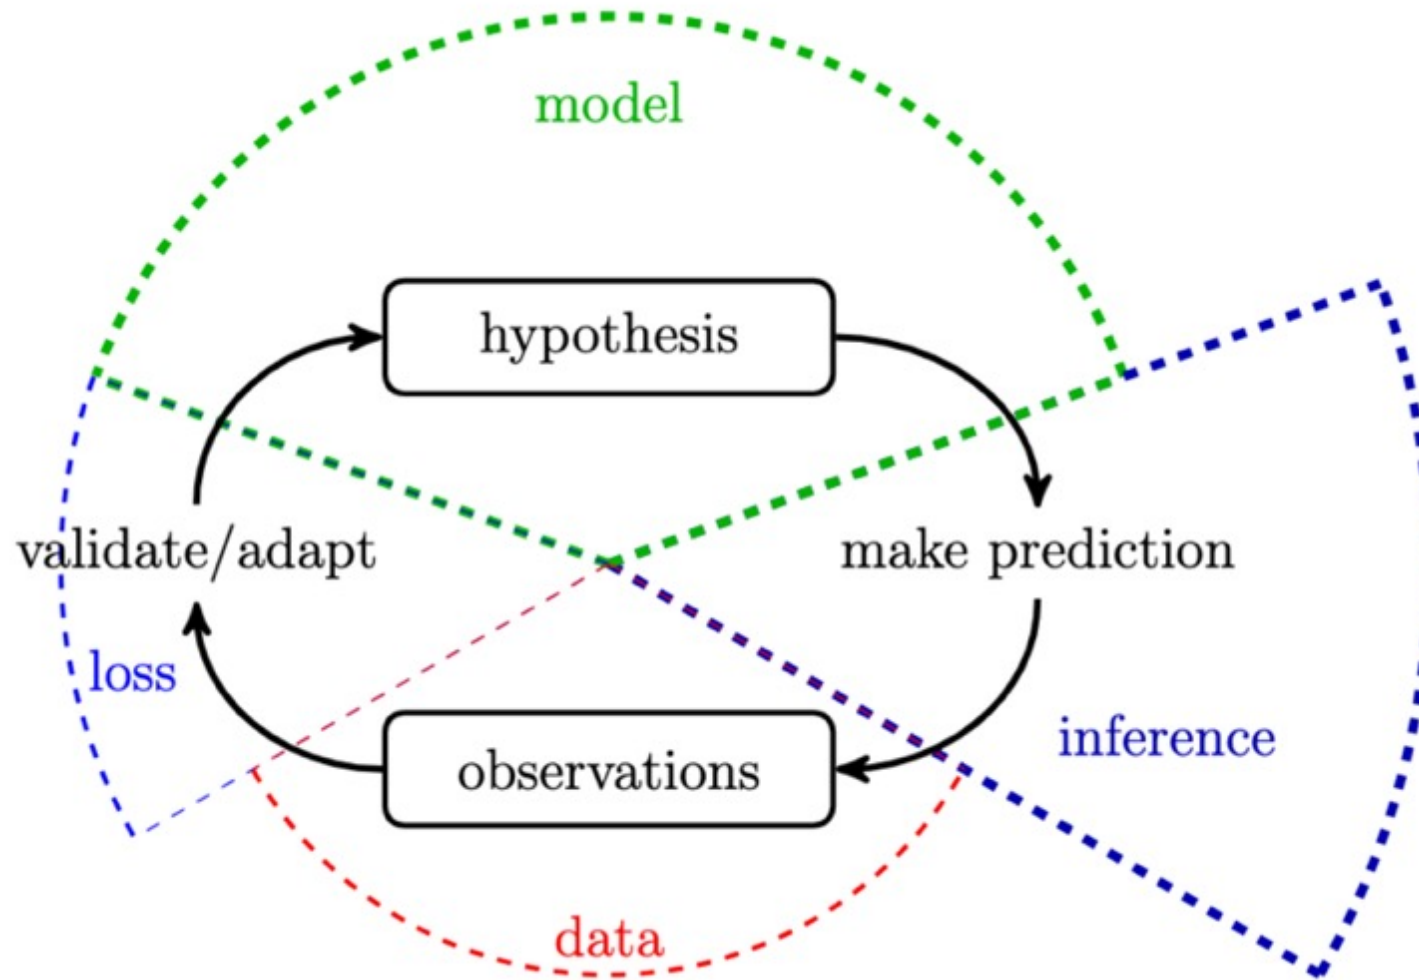 model
hypothesis
validate/adapt
make prediction
loss
inference
observations
data